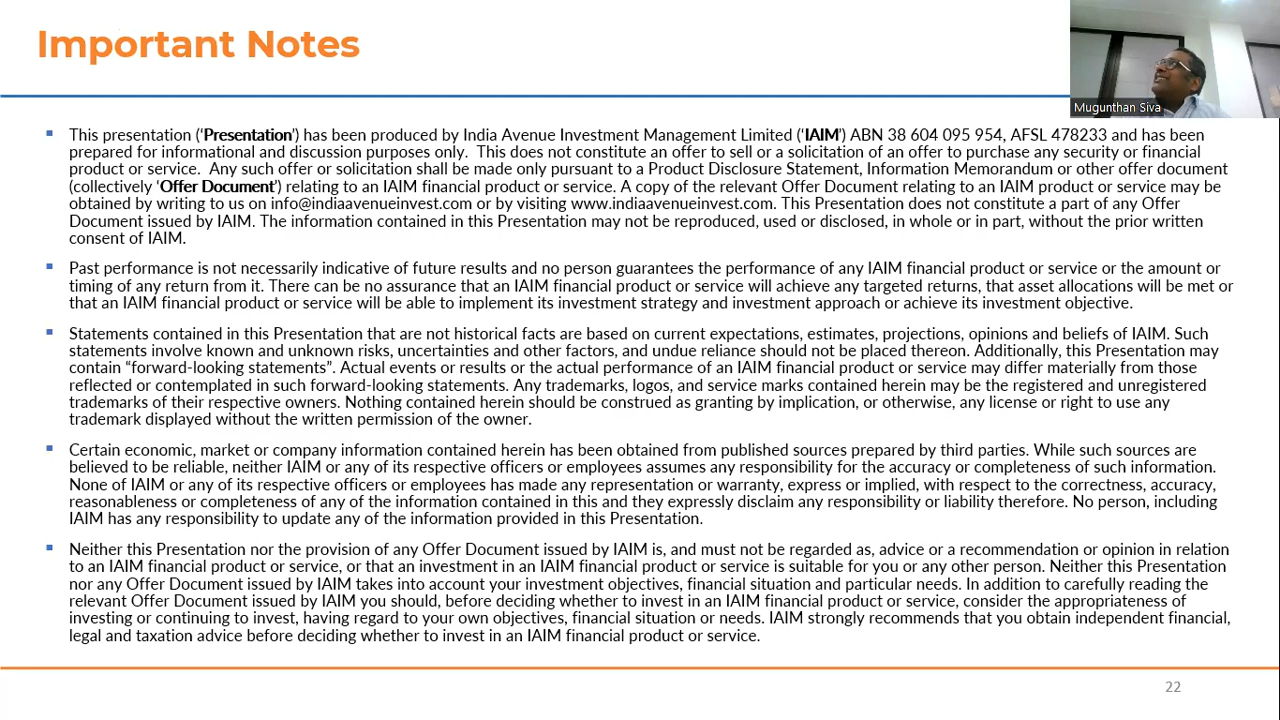 Important Notes
Mugunthan Siva
▪ This presentation (‘Presentation’) has been produced by India Avenue Investment Management Limited (‘IAIM’) ABN 38 604 095 954, AFSL 478233 and has been
prepared for informational and discussion purposes only.  This does not constitute an offer to sell or a solicitation of an offer to purchase any security or financial
product or service.  Any such offer or solicitation shall be made only pursuant to a Product Disclosure Statement, Information Memorandum or other offer document
(collectively ‘Offer Document’) relating to an IAIM financial product or service. A copy of the relevant Offer Document relating to an IAIM product or service may be
obtained by writing to us on info@indiaavenueinvest.com or by visiting www.indiaavenueinvest.com. This Presentation does not constitute a part of any Offer
Document issued by IAIM. The information contained in this Presentation may not be reproduced, used or disclosed, in whole or in part, without the prior written
consent of IAIM.
▪ Past performance is not necessarily indicative of future results and no person guarantees the performance of any IAIM financial product or service or the amount or
timing of any return from it. There can be no assurance that an IAIM financial product or service will achieve any targeted returns, that asset allocations will be met or
that an IAIM financial product or service will be able to implement its investment strategy and investment approach or achieve its investment objective.
▪ Statements contained in this Presentation that are not historical facts are based on current expectations, estimates, projections, opinions and beliefs of IAIM. Such
statements involve known and unknown risks, uncertainties and other factors, and undue reliance should not be placed thereon. Additionally, this Presentation may
contain “forward-looking statements”. Actual events or results or the actual performance of an IAIM financial product or service may differ materially from those
reflected or contemplated in such forward-looking statements. Any trademarks, logos, and service marks contained herein may be the registered and unregistered
trademarks of their respective owners. Nothing contained herein should be construed as granting by implication, or otherwise, any license or right to use any
trademark displayed without the written permission of the owner.
▪ Certain economic, market or company information contained herein has been obtained from published sources prepared by third parties. While such sources are
believed to be reliable, neither IAIM or any of its respective officers or employees assumes any responsibility for the accuracy or completeness of such information.
None of IAIM or any of its respective officers or employees has made any representation or warranty, express or implied, with respect to the correctness, accuracy,
reasonableness or completeness of any of the information contained in this and they expressly disclaim any responsibility or liability therefore. No person, including
IAIM has any responsibility to update any of the information provided in this Presentation.
▪ Neither this Presentation nor the provision of any Offer Document issued by IAIM is, and must not be regarded as, advice or a recommendation or opinion in relation
to an IAIM financial product or service, or that an investment in an IAIM financial product or service is suitable for you or any other person. Neither this Presentation
nor any Offer Document issued by IAIM takes into account your investment objectives, financial situation and particular needs. In addition to carefully reading the
relevant Offer Document issued by IAIM you should, before deciding whether to invest in an IAIM financial product or service, consider the appropriateness of
investing or continuing to invest, having regard to your own objectives, financial situation or needs. IAIM strongly recommends that you obtain independent financial,
legal and taxation advice before deciding whether to invest in an IAIM financial product or service.
22